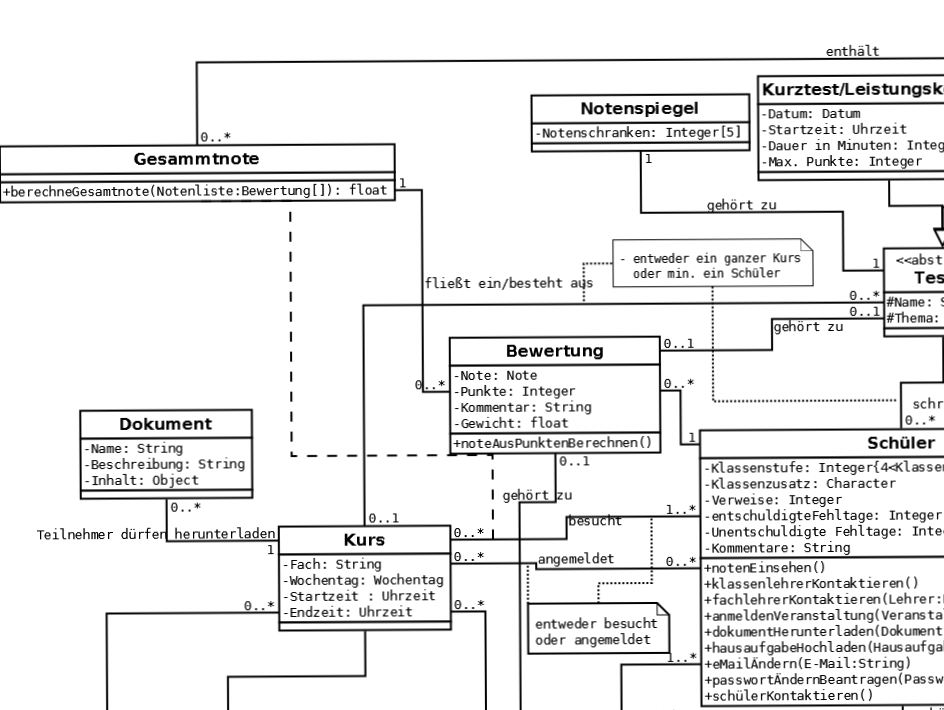 enthält
0..*
Gesammtnote
+berechneGesamtnote(Notenliste:Bewertung[]): float
1
Notenspiegel
-Notenschranken: Integer[5]
1
Kurztest/Leistungsk
-Datum: Datum
-Startzeit: Uhrzeit
-Dauer in Minuten: Integ
-Max. Punkte: Integer
gehört zu
- entweder ein ganzer Kurs
oder min. ein Schüler
1
<<abst
Tes
#Name: S
#Thema:
0..*
0..1
gehört zu
fließt ein/besteht aus
0..*
Bewertung
-Note: Note
-Punkte: Integer
-Kommentar: String
-Gewicht: float
+noteAusPunktenBerechnen()
0..1
0..*
1
0..1
gehört zu
schr
0..*
Dokument
-Name: String
-Beschreibung: String
-Inhalt: Object
0..*
Teilnehmer dürfen herunterladen
1
0..1
Kurs
-Fach: String
-Wochentag: Wochentag
-Startzeit : Uhrzeit
-Endzeit: Uhrzeit
0..*
0..*
besucht
1..*
0..*
angemeldet
0..*
0..*
entweder besucht
oder angemeldet
1..*
Schüler
-Klassenstufe: Integer{4<Klassen
-Klassenzusatz: Character
-Verweise: Integer
-entschuldigteFehltage: Integer
-Unentschuldigte Fehltage: Inte
-Kommentare: String
+notenEinsehen()
+klassenlehrerKontaktieren()
+fachlehrerKontaktieren(Lehrer:L
+anmeldenVeranstaltung(Veransta
+dokumentHerunterladen(Dokument
+hausaufgabeHochladen(Hausaufga
+eMailÄndern(E-Mail:String)
+passwortÄndernBeantragen(Passw
+schülerKontaktieren()